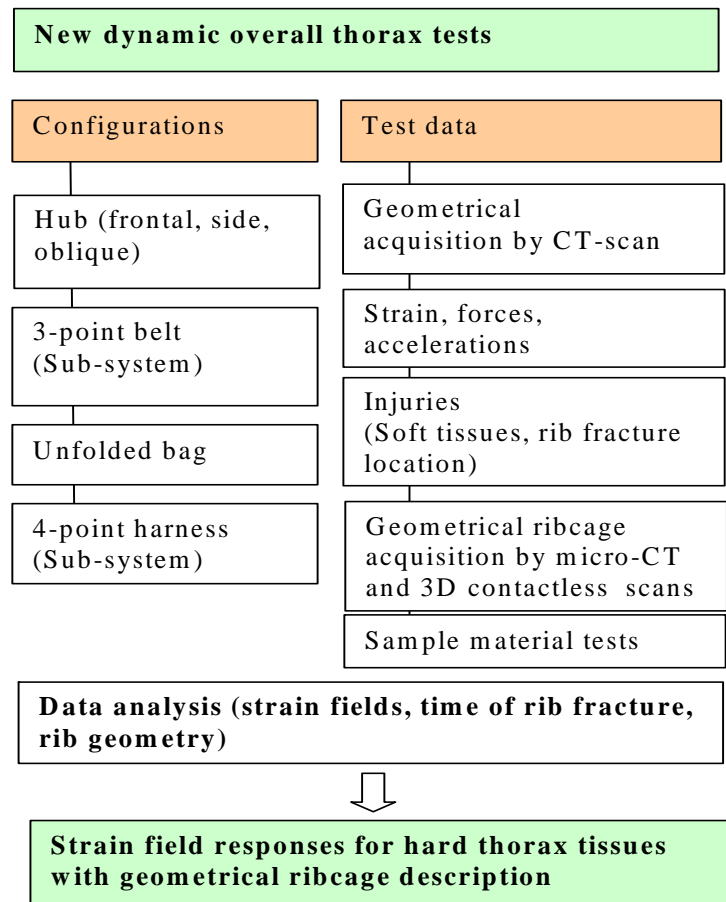 New dynamic overall thorax tests
Configurations
Hub (frontal, side,
oblique)
3-point belt
(Sub-system)
Unfolded bag
4-point harness
(Sub-system)
Test data
Geometrical
acquisition by CT-scan
Strain, forces,
accelerations
Injuries
(Soft tissues, rib fracture
location)
Geometrical ribcage
acquisition by micro-CT
and 3D contactless scans
Sample material tests
Data analysis (strain fields, time of rib fracture,
rib geometry)
Strain field responses for hard thorax tissues
with geometrical ribcage description